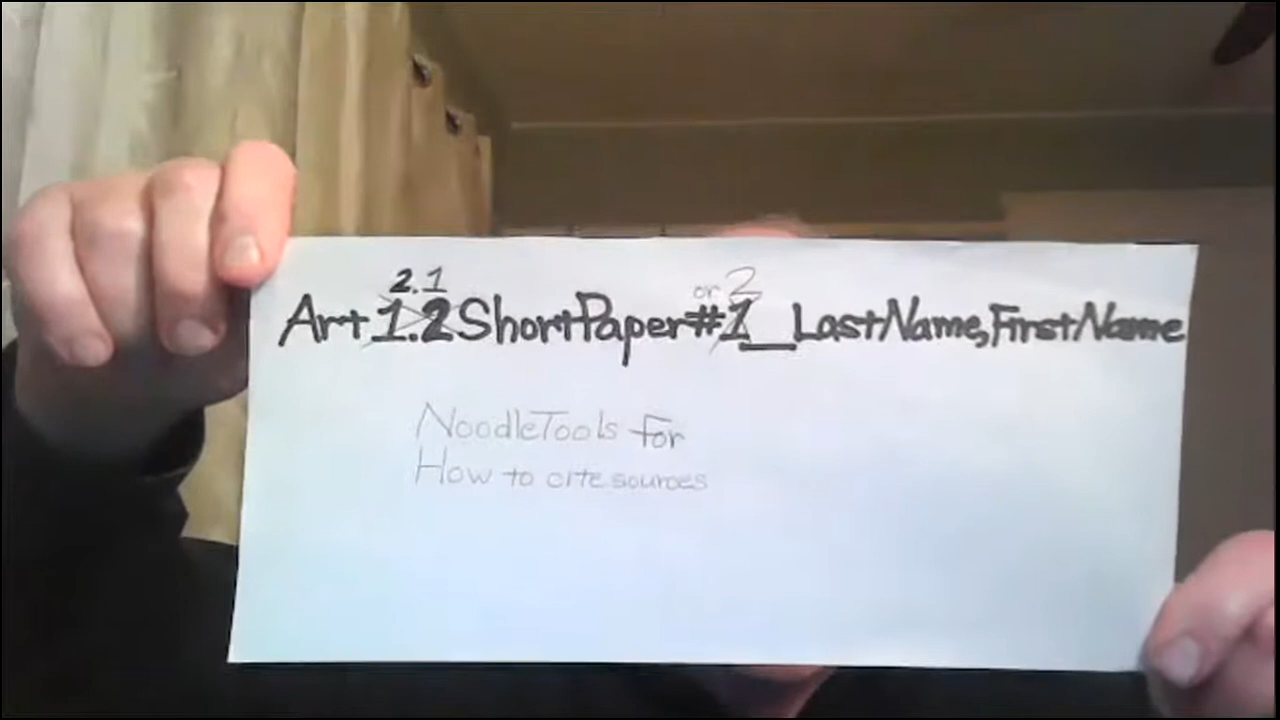 2.1 or 2
Art 1.2 ShortPaper#1_LastName,FirstName
NoodleTools for
How to cite sources